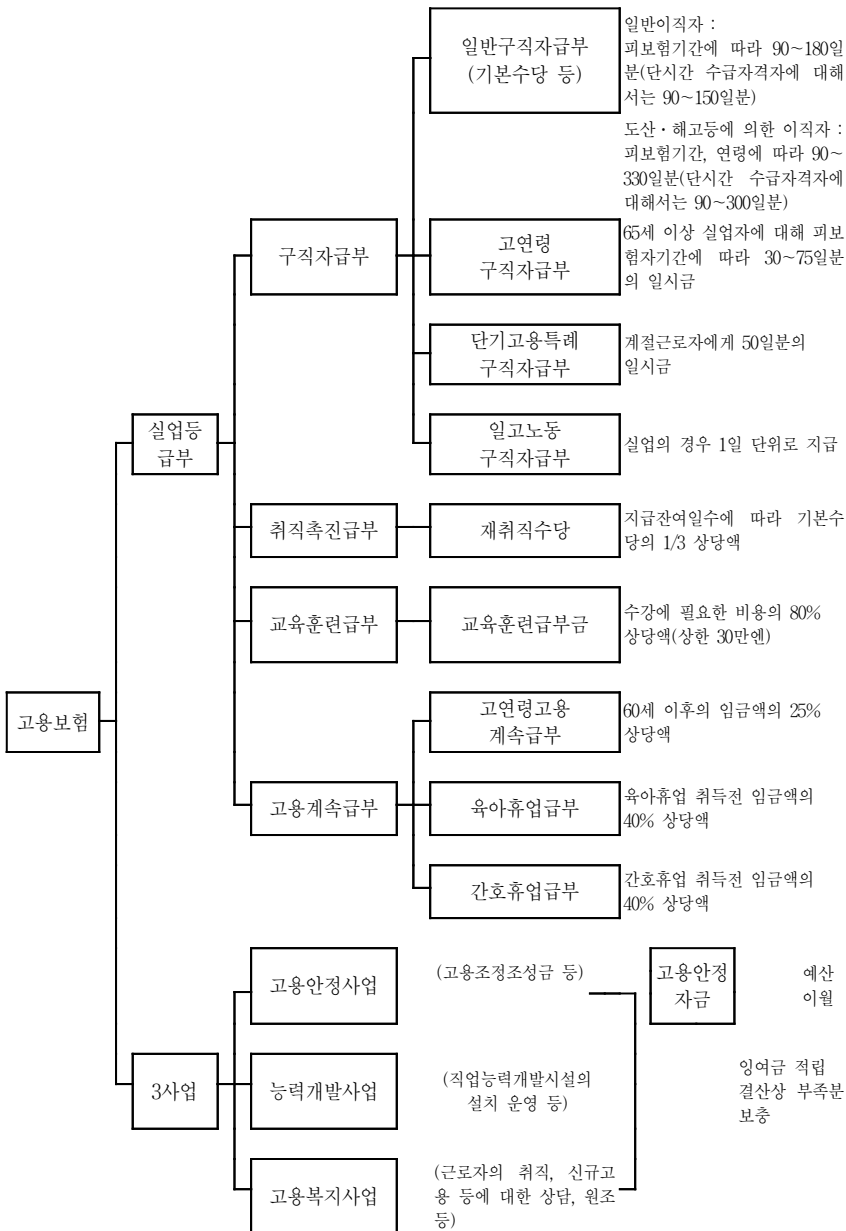 일반구직자급부
(기본수당 등)
일반이직자 :
피보험기간에 따라 90~180일
분(단시간 수급자격자에 대해
서는 90~150일분)
도산・해고등에 의한 이직자 :
피보험기간, 연령에 따라 90~
330일분(단시간 수급자격자에
대해서는 90~300일분)
구직자급부
고연령
구직자급부
65세 이상 실업자에 대해 피보
험자기간에 따라 30~75일분
의 일시금
단기고용특례
구직자급부
계절근로자에게 50일분의
일시금
실업등
급부
일고노동
구직자급부
실업의 경우 1일 단위로 지급
취직촉진급부
재취직수당
지급잔여일수에 따라 기본수
당의 1/3 상당액
교육훈련급부
교육훈련급부금
수강에 필요한 비용의 80%
상당액(상한 30만엔)
고용보험
고연령고용
계속급부
60세 이후의 임금액의 25%
상당액
고용계속급부
육아휴업급부
육아휴업 취득전 임금액의
40% 상당액
간호휴업급부
간호휴업 취득전 임금액의
40% 상당액
고용안정사업
(고용조정조성금 등)
고용안정
자금
예산
이월
3사업
능력개발사업
(직업능력개발시설의
설치 운영 등)
잉여금 적립
결산상 부족분
보충
고용복지사업
(근로자의 취직, 신규고
용 등에 대한 상담, 원조
등)